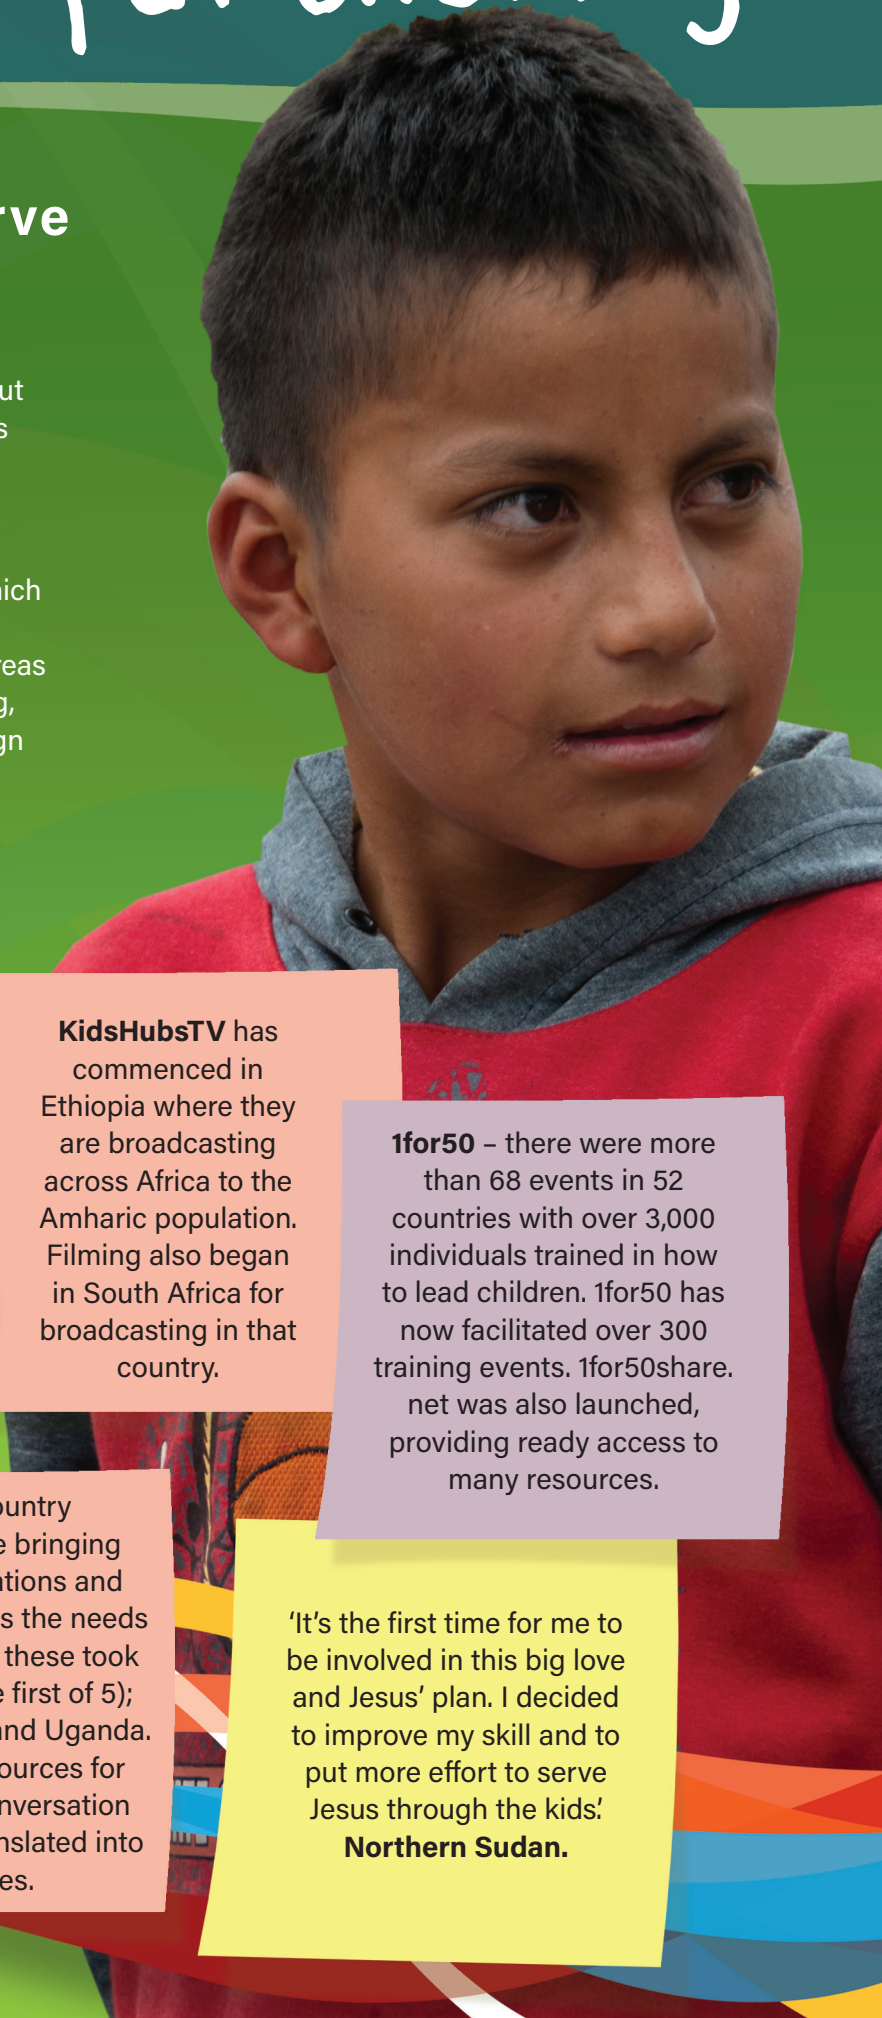 rve
ut
s
ich
reas
g,
gn
KidsHubsTV has
commenced in
Ethiopia where they
are broadcasting
across Africa to the
Amharic population.
Filming also began
in South Africa for
broadcasting in that
country.
1for50 – there were more
than 68 events in 52
countries with over 3,000
individuals trained in how
to lead children. 1for50 has
now facilitated over 300
training events. 1for50share.
net was also launched,
providing ready access to
many resources.
ountry
e bringing
ations and
s the needs
these took
e first of 5);
and Uganda.
ources for
nversation
nslated into
es.
‘It’s the first time for me to
be involved in this big love
and Jesus’ plan. I decided
to improve my skill and to
put more effort to serve
Jesus through the kids.’
Northern Sudan.